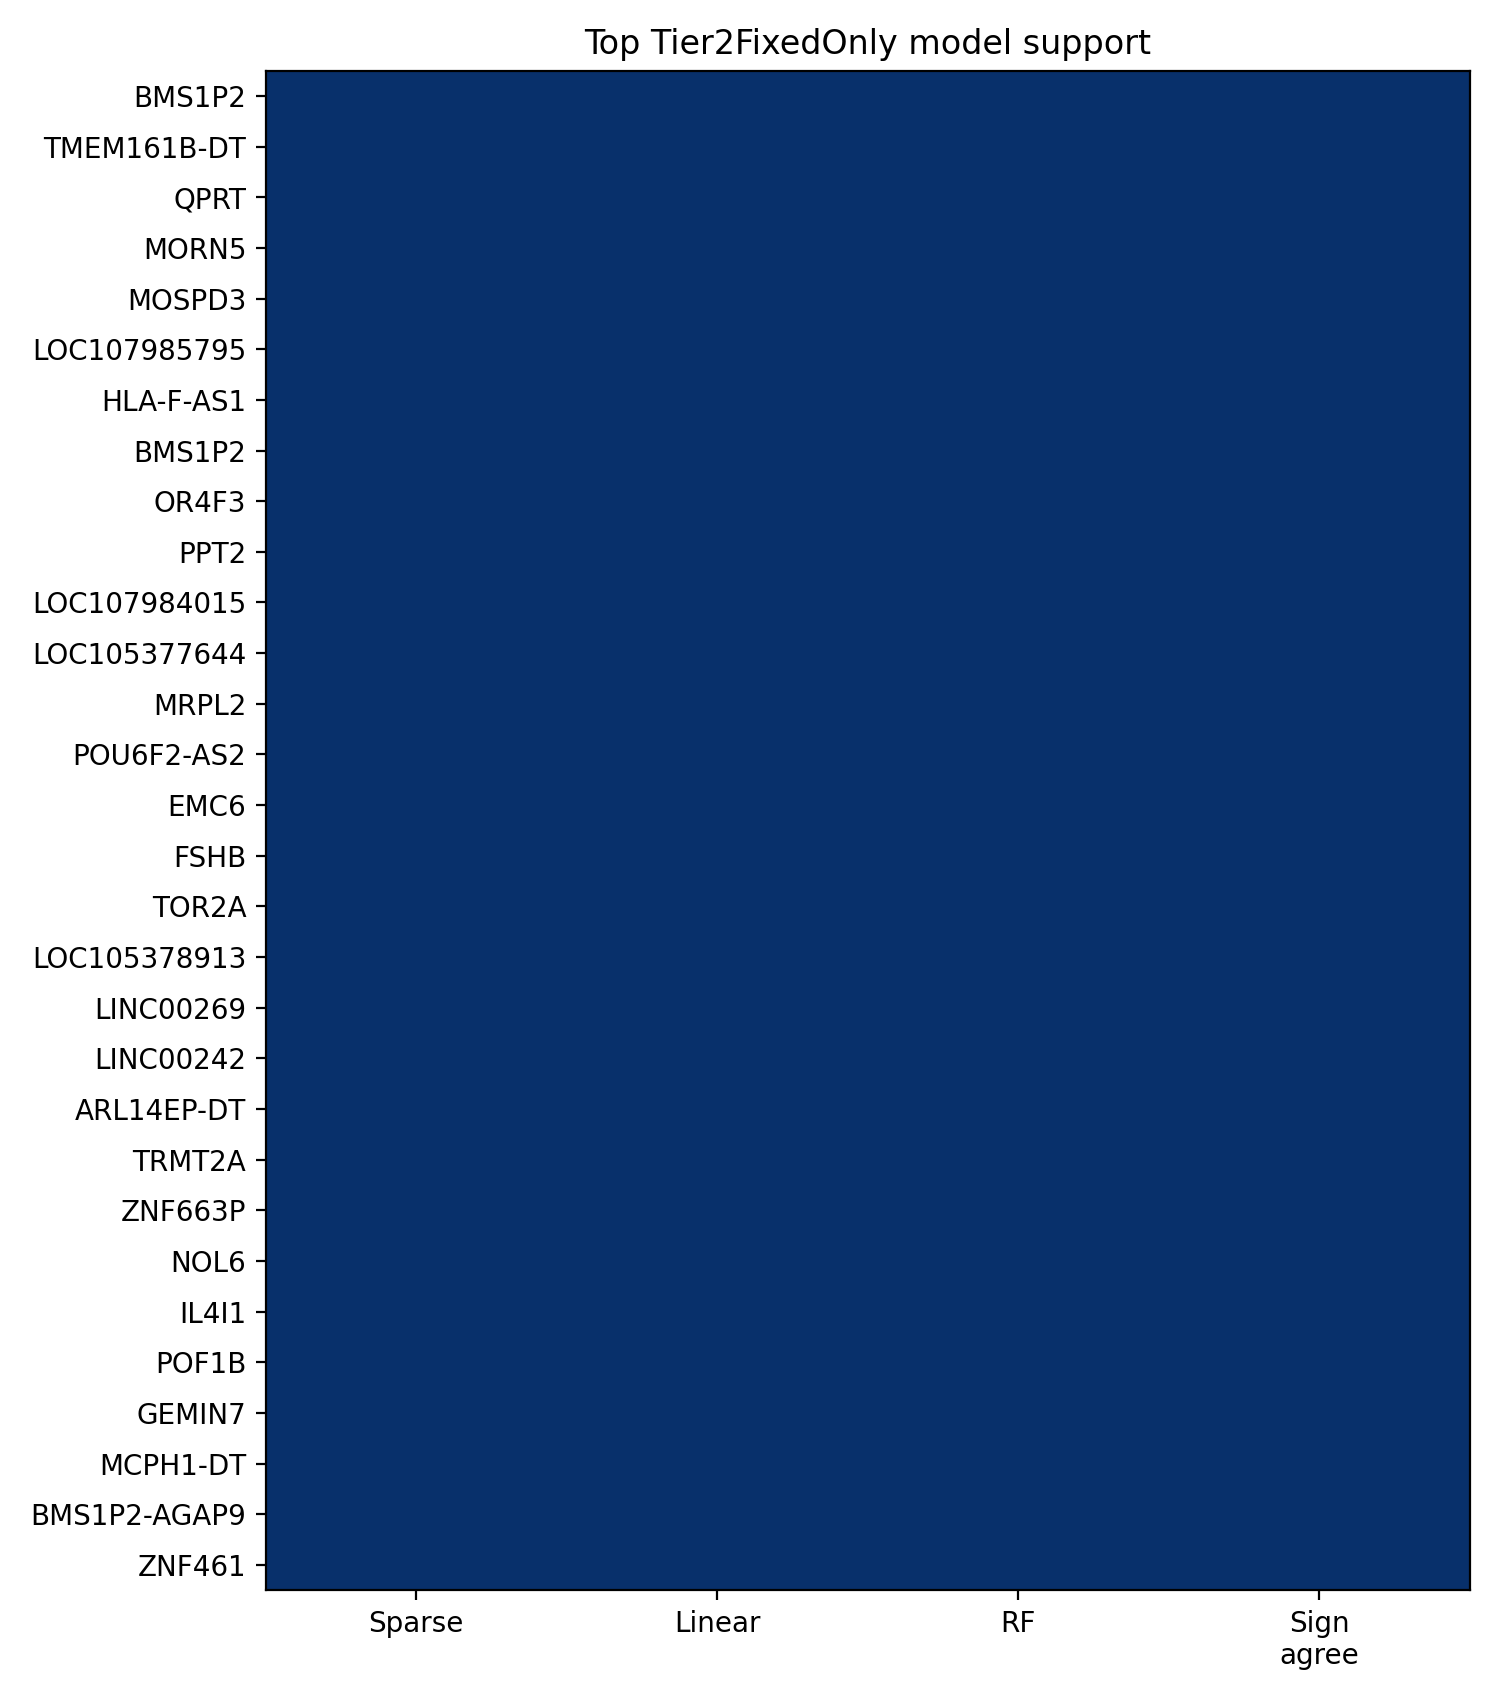 Top Tier2FixedOnly model support
BMS1P2
TMEM161B-DT
QPRT
MORN5
MOSPD3
LOC107985795
HLA-F-AS1
BMS1P2
OR4F3
PPT2
LOC107984015
LOC105377644
MRPL2
POU6F2-AS2
EMC6
FSHB
TOR2A
LOC105378913
LINC00269
LINC00242
ARL14EP-DT
TRMT2A
ZNF663P
NOL6
IL4I1
POF1B
GEMIN7
MCPH1-DT
BMS1P2-AGAP9
ZNF461
Sparse
Linear
RF
Sign
agree